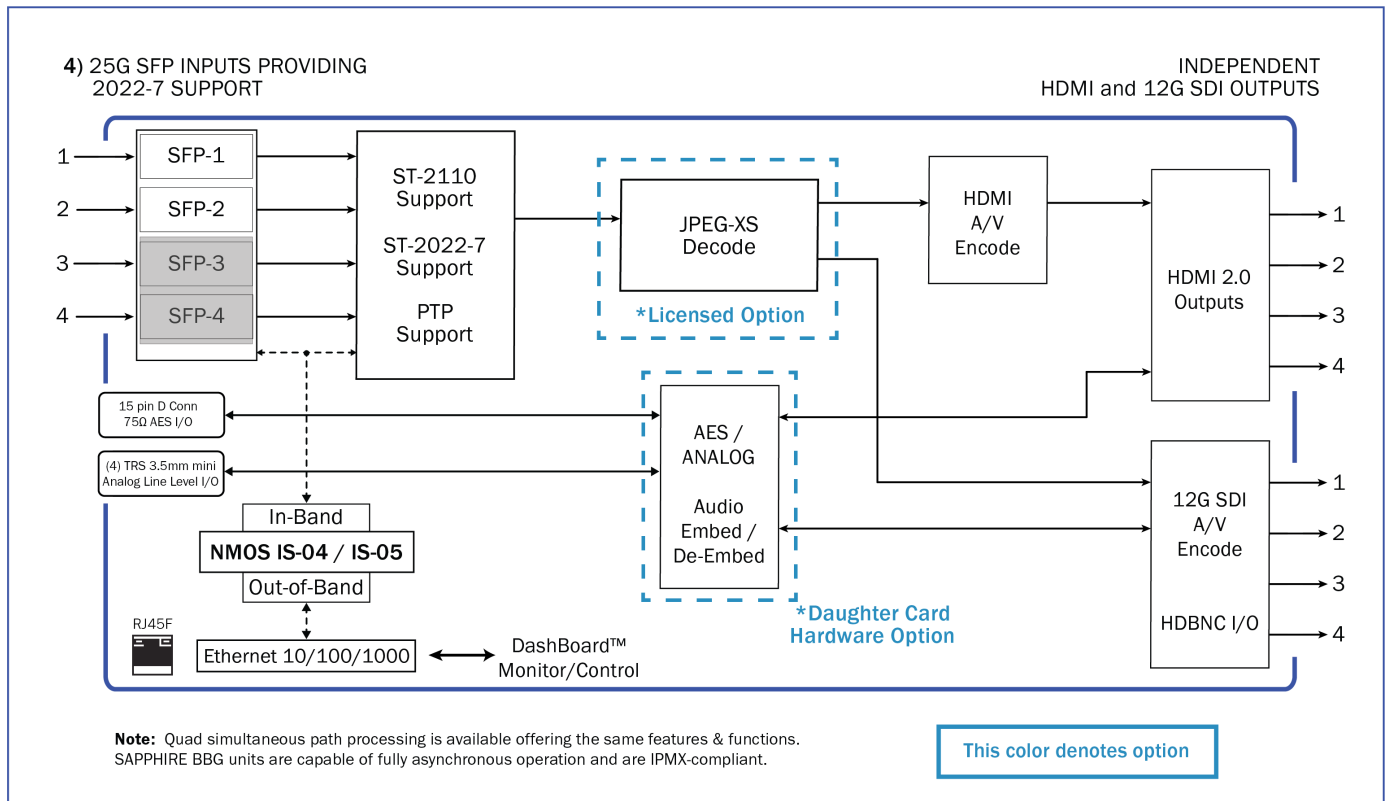 4) 25G SFP INPUTS PROVIDING
2022-7 SUPPORT
INDEPENDENT
HDMI and 12G SDI OUTPUTS
1
SFP-1
2
SFP-2
3
SFP-3
4
SFP-4
ST-2110
Support
ST-2022-7
Support
PTP
Support
JPEG-XS
Decode
*Licensed Option
HDMI
A/V
Encode
HDMI 2.0
Outputs
1
2
3
4
15 pin D Conn
75Ω AES I/O
(4) TRS 3.5mm mini
Analog Line Level I/O
AES /
ANALOG
Audio
Embed /
De-Embed
*Daughter Card
Hardware Option
12G SDI
A/V
Encode
HDBNC I/O
1
2
3
4
In-Band
NMOS IS-04 / IS-05
Out-of-Band
RJ45F
Ethernet 10/100/1000
DashBoard™
Monitor/Control
Note: Quad simultaneous path processing is available offering the same features & functions.
SAPPHIRE BBG units are capable of fully asynchronous operation and are IPMX-compliant.
This color denotes option